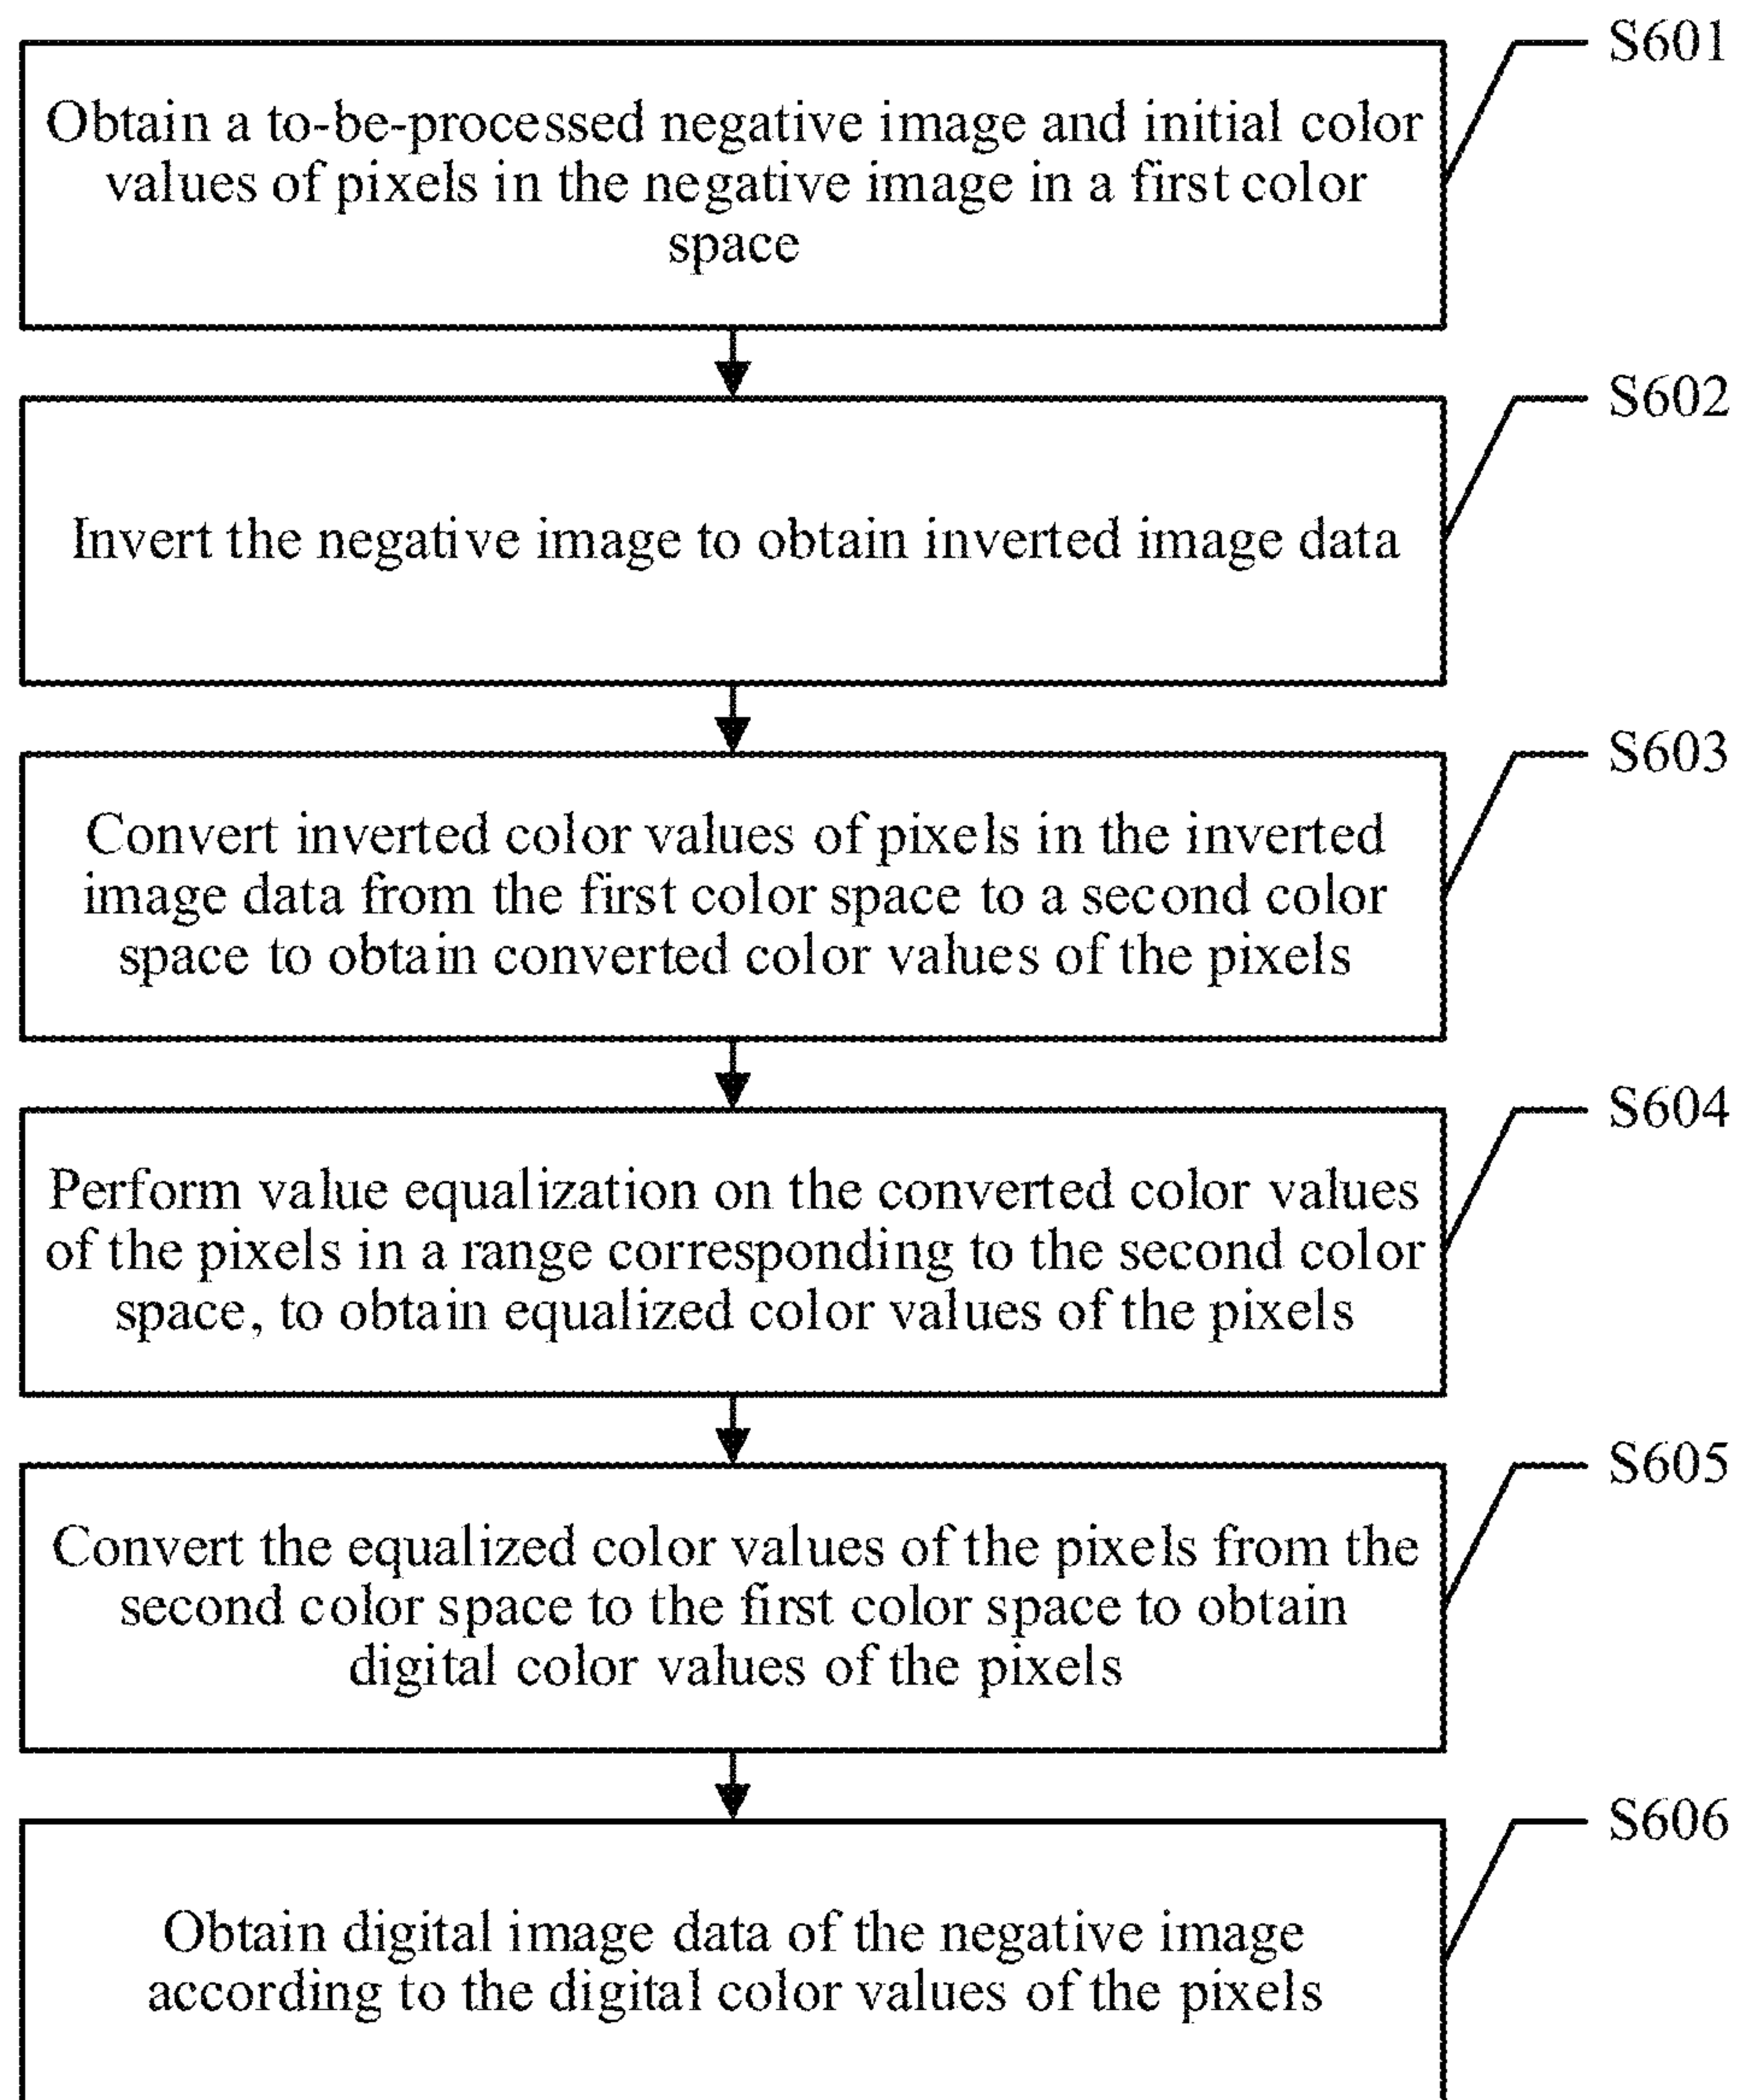 S601
Obtain a to-be-processed negative image and initial color
values of pixels in the negative image in a first color
space
S602
Invert the negative image to obtain inverted image data
S603
Convert inverted color values of pixels in the inverted
image data from the first color space to a second color
space to obtain converted color values of the pixels
S604
Perform value equalization on the converted color values
of the pixels in a range corresponding to the second color
space, to obtain equalized color values of the pixels
S605
Convert the equalized color values of the pixels from the
second color space to the first color space to obtain
digital color values of the pixels
S606
Obtain digital image data of the negative image
according to the digital color values of the pixels